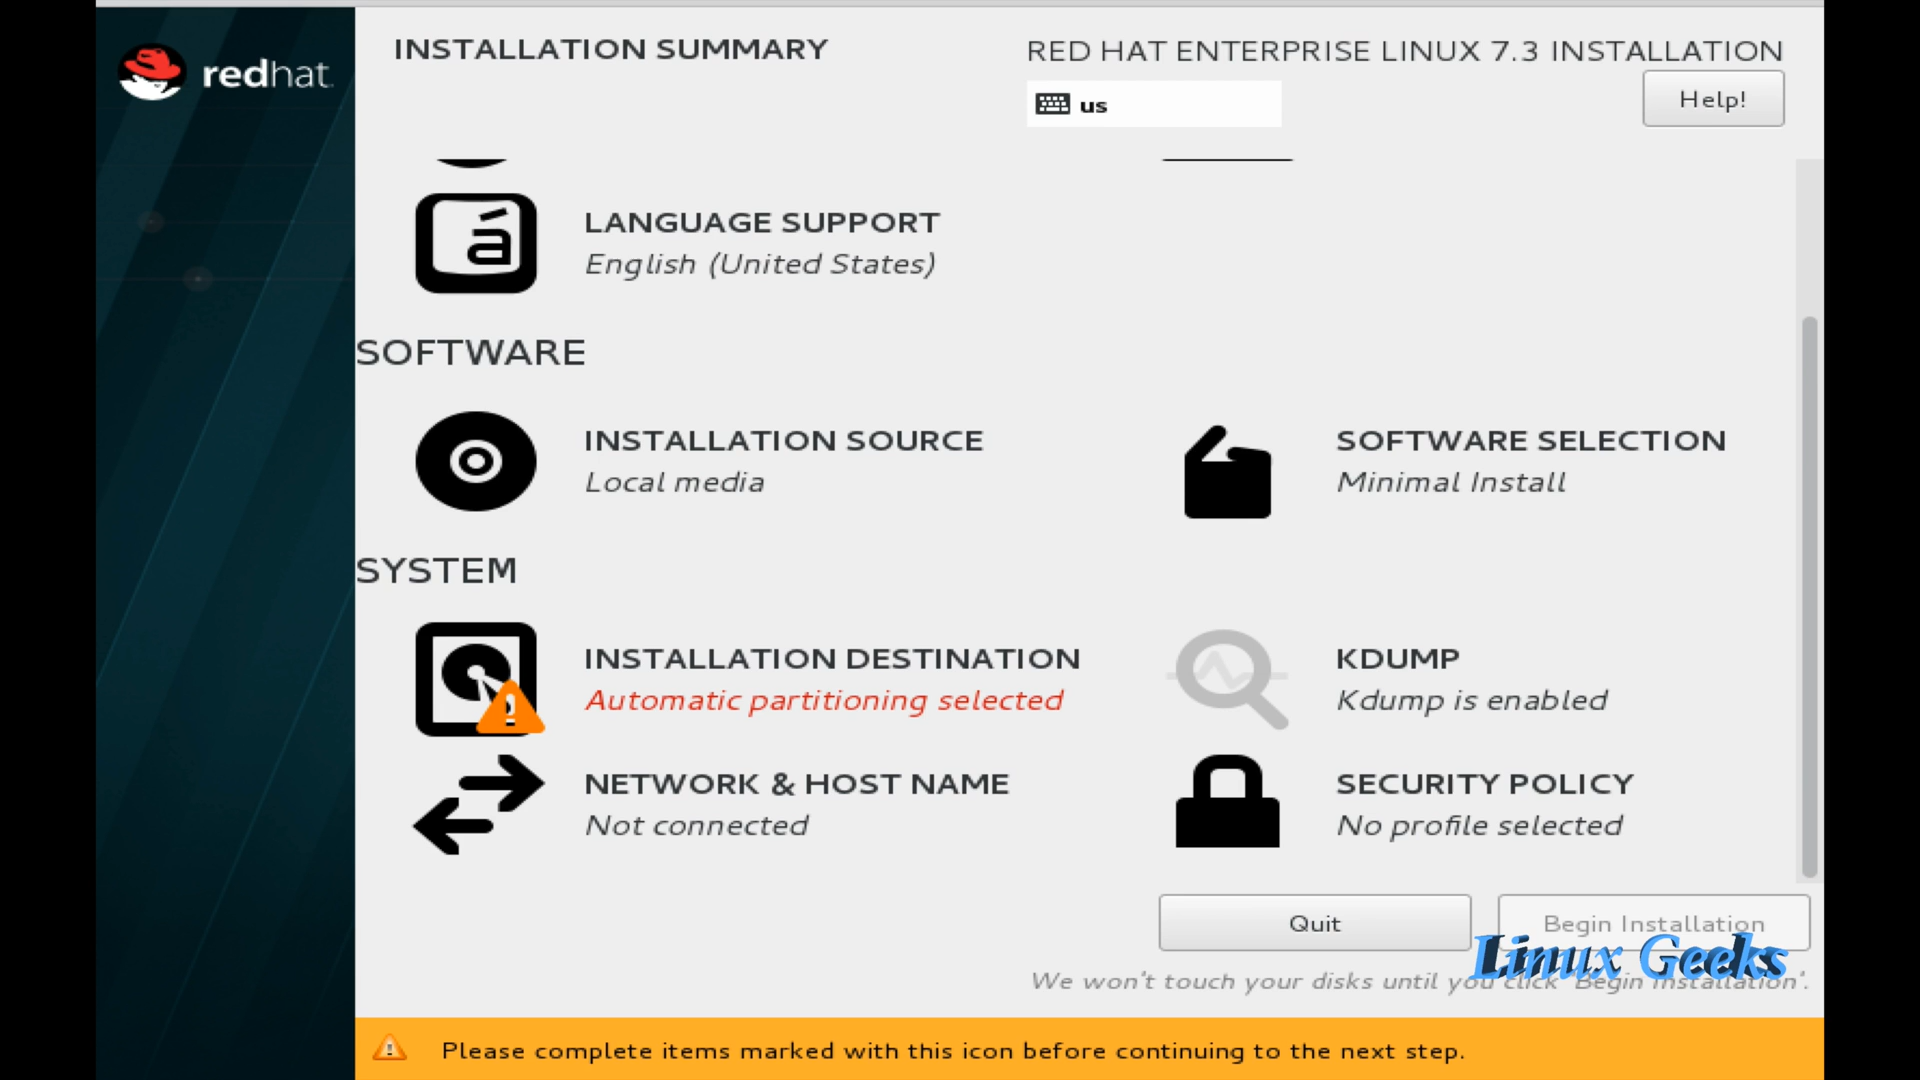 redhat.
INSTALLATION SUMMARY
RED HAT ENTERPRISE LINUX 7.3 INSTALLATION
us
Help!
á
LANGUAGE SUPPORT
English (United States)
SOFTWARE
INSTALLATION SOURCE
Local media
SOFTWARE SELECTION
Minimal Install
SYSTEM
INSTALLATION DESTINATION
Automatic partitioning selected
KDUMP
Kdump is enabled
NETWORK & HOST NAME
Not connected
SECURITY POLICY
No profile selected
Quit
Begin Installation
Linux Geeks
We won't touch your disks until you click 'Begin Installation'.
Please complete items marked with this icon before continuing to the next step.